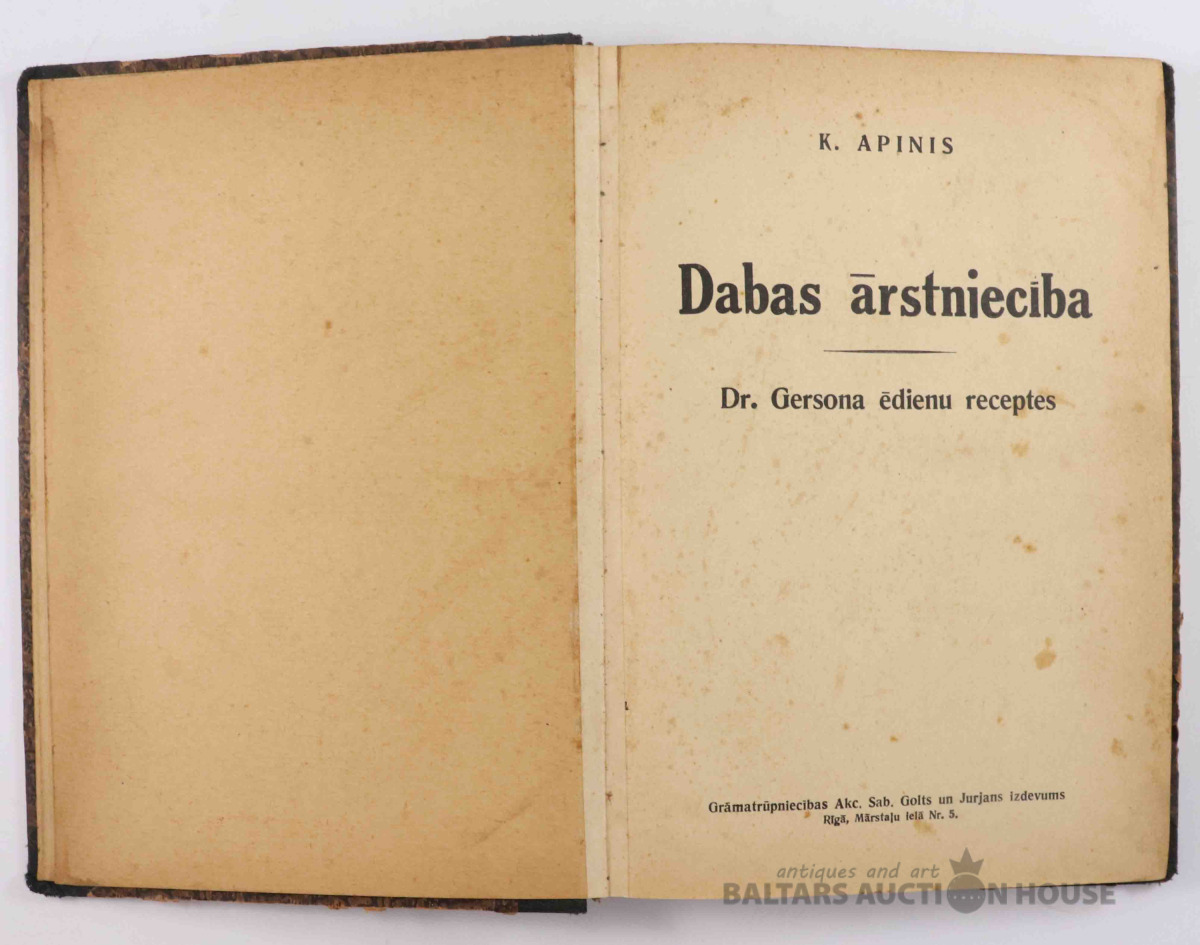 K. APINIS
Dabas ārstniecība
Dr. Gersona ēdienu receptes
Grāmatrūpniecības Akc. Sab. Golts un Jurjans izdevums
Rīgā, Mārstaļu ielā Nr. 5.
antiques and art
BALTARS AUCTION HOUSE